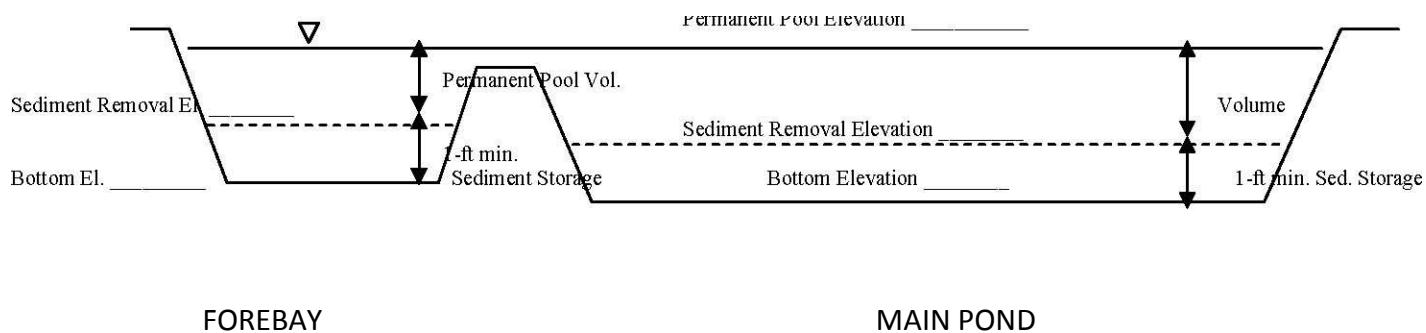 Permanent Pool Elevation ________
Permanent Pool Vol.
Sediment Removal El. ________
Volume
Sediment Removal Elevation ________
1-ft min.
Sediment Storage
Bottom El. _________
Bottom Elevation ________
1-ft min. Sed. Storage
FOREBAY
MAIN POND